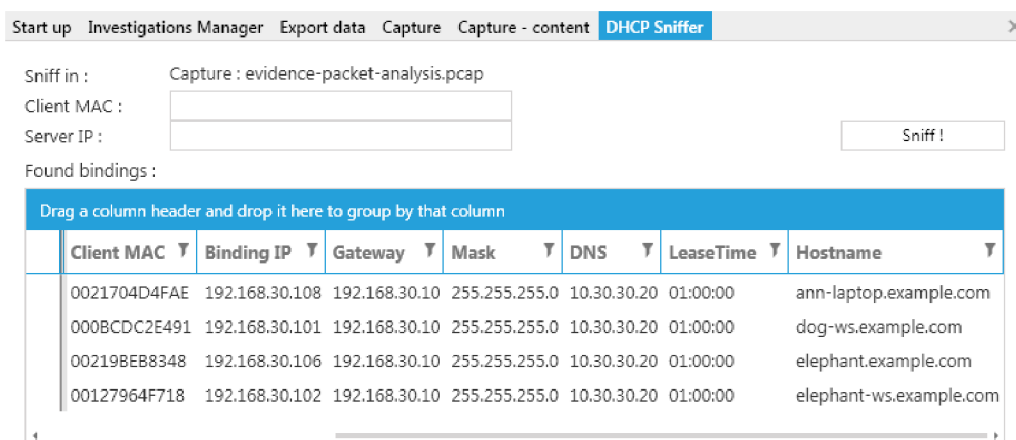 Start up Investigations Manager Export data Capture Capture - content DHCP Sniffer
Sniff in : Capture : evidence-packet-analysis.pcap
Client MAC :
Server IP : Sniff !
Found bindings :
Drag a column header and drop it here to group by that column
Client MAC Binding IP Gateway Mask DNS LeaseTime Hostname
0021704D4FAE 192.168.30.108 192.168.30.10 255.255.255.0 10.30.30.20 01:00:00 ann-laptop.example.com
000BCDC2E491 192.168.30.101 192.168.30.10 255.255.255.0 10.30.30.20 01:00:00 dog-ws.example.com
00219BEB8348 192.168.30.106 192.168.30.10 255.255.255.0 10.30.30.20 01:00:00 elephant.example.com
00127964F718 192.168.30.102 192.168.30.10 255.255.255.0 10.30.30.20 01:00:00 elephant-ws.example.com